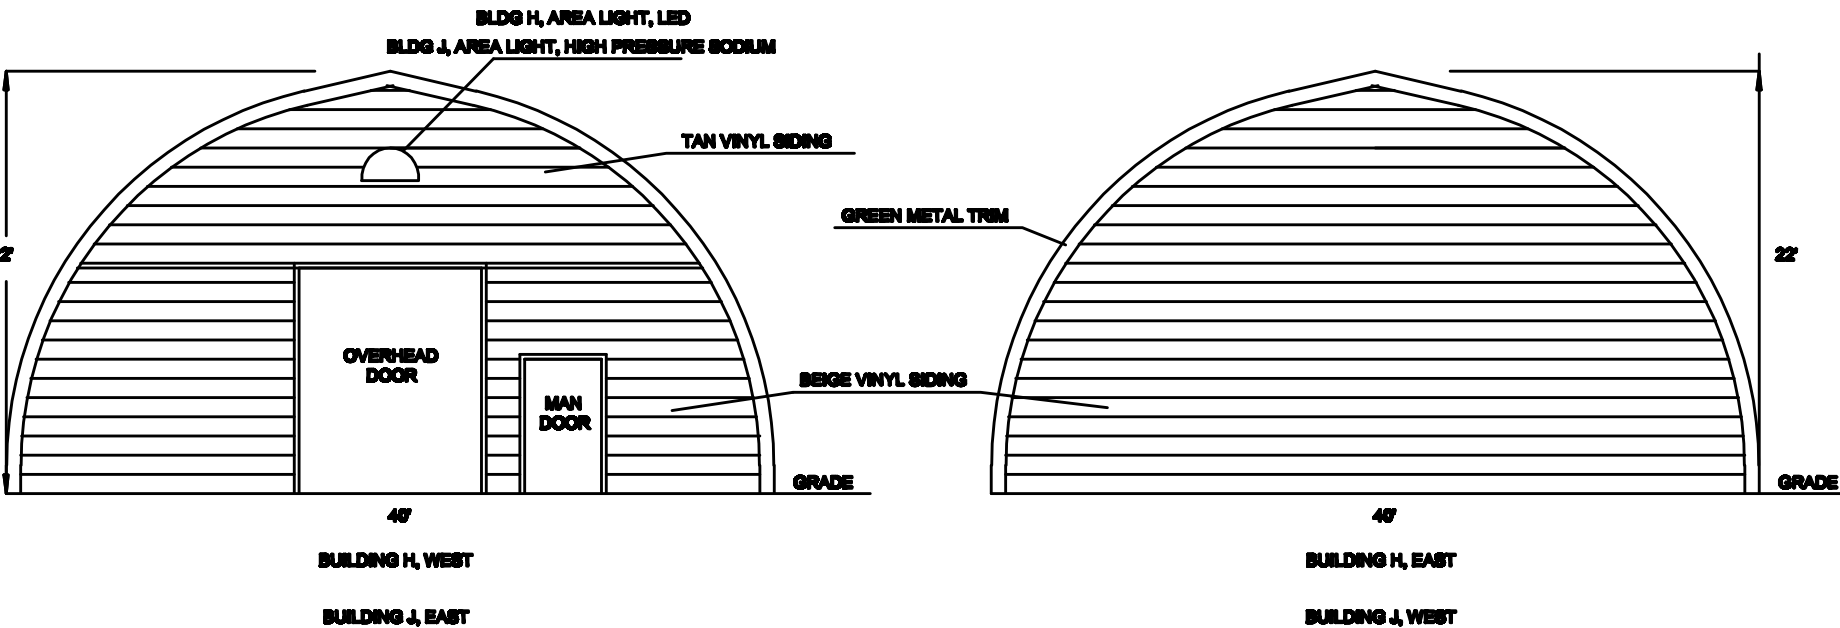 BLDG H, AREA LIGHT, LED
BLDG J, AREA LIGHT, HIGH PRESSURE SODIUM
TAN VINYL SIDING
GREEN METAL TRIM
2'
22'
OVERHEAD
DOOR
BEIGE VINYL SIDING
MAN
DOOR
GRADE
GRADE
40'
40'
BUILDING H, WEST
BUILDING H, EAST
BUILDING J, EAST
BUILDING J, WEST